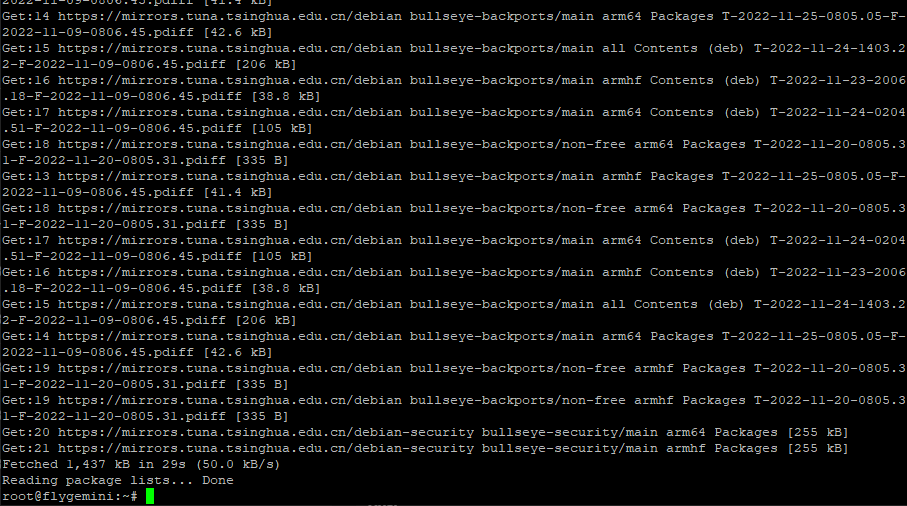 2022-11-09-0806.45.pdiff [41.4 kB]
Get:14 https://mirrors.tuna.tsinghua.edu.cn/debian bullseye-backports/main arm64 Packages T-2022-11-25-0805.05-F-
2022-11-09-0806.45.pdiff [42.6 kB]
Get:15 https://mirrors.tuna.tsinghua.edu.cn/debian bullseye-backports/main all Contents (deb) T-2022-11-24-1403.2
2-F-2022-11-09-0806.45.pdiff [206 kB]
Get:16 https://mirrors.tuna.tsinghua.edu.cn/debian bullseye-backports/main armhf Contents (deb) T-2022-11-23-2006
.18-F-2022-11-09-0806.45.pdiff [38.8 kB]
Get:17 https://mirrors.tuna.tsinghua.edu.cn/debian bullseye-backports/main arm64 Contents (deb) T-2022-11-24-0204
.51-F-2022-11-09-0806.45.pdiff [105 kB]
Get:18 https://mirrors.tuna.tsinghua.edu.cn/debian bullseye-backports/non-free arm64 Packages T-2022-11-20-0805.3
1-F-2022-11-20-0805.31.pdiff [335 B]
Get:13 https://mirrors.tuna.tsinghua.edu.cn/debian bullseye-backports/main armhf Packages T-2022-11-25-0805.05-F-
2022-11-09-0806.45.pdiff [41.4 kB]
Get:18 https://mirrors.tuna.tsinghua.edu.cn/debian bullseye-backports/non-free arm64 Packages T-2022-11-20-0805.3
1-F-2022-11-20-0805.31.pdiff [335 B]
Get:17 https://mirrors.tuna.tsinghua.edu.cn/debian bullseye-backports/main arm64 Contents (deb) T-2022-11-24-0204
.51-F-2022-11-09-0806.45.pdiff [105 kB]
Get:16 https://mirrors.tuna.tsinghua.edu.cn/debian bullseye-backports/main armhf Contents (deb) T-2022-11-23-2006
.18-F-2022-11-09-0806.45.pdiff [38.8 kB]
Get:15 https://mirrors.tuna.tsinghua.edu.cn/debian bullseye-backports/main all Contents (deb) T-2022-11-24-1403.2
2-F-2022-11-09-0806.45.pdiff [206 kB]
Get:14 https://mirrors.tuna.tsinghua.edu.cn/debian bullseye-backports/main arm64 Packages T-2022-11-25-0805.05-F-
2022-11-09-0806.45.pdiff [42.6 kB]
Get:19 https://mirrors.tuna.tsinghua.edu.cn/debian bullseye-backports/non-free armhf Packages T-2022-11-20-0805.3
1-F-2022-11-20-0805.31.pdiff [335 B]
Get:19 https://mirrors.tuna.tsinghua.edu.cn/debian bullseye-backports/non-free armhf Packages T-2022-11-20-0805.3
1-F-2022-11-20-0805.31.pdiff [335 B]
Get:20 https://mirrors.tuna.tsinghua.edu.cn/debian-security bullseye-security/main arm64 Packages [255 kB]
Get:21 https://mirrors.tuna.tsinghua.edu.cn/debian-security bullseye-security/main armhf Packages [255 kB]
Fetched 1,437 kB in 29s (50.0 kB/s)
Reading package lists... Done
root@flygemini:~#